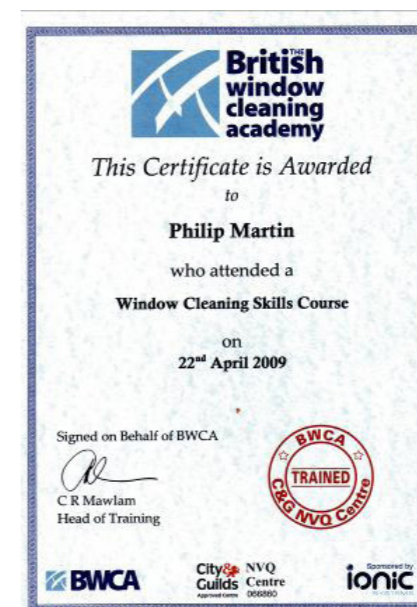 THE
British
window
cleaning
academy
This Certificate is Awarded
to
Philip Martin
who attended a
Window Cleaning Skills Course
on
22nd April 2009
Signed on Behalf of BWCA
C R Mawlam
Head of Training
BWCA
TRAINED
C&G NVQ Centre
BWCA
City& Guilds
Approved Centre
NVQ Centre
066860
Sponsored by
ionic